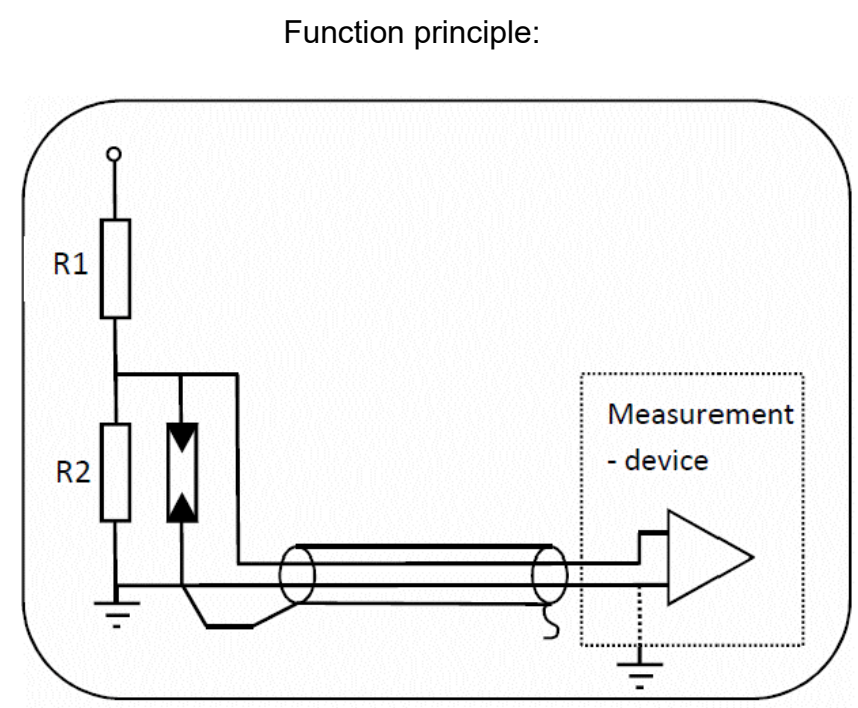 Function principle:
R1
Measurement
- device
R2